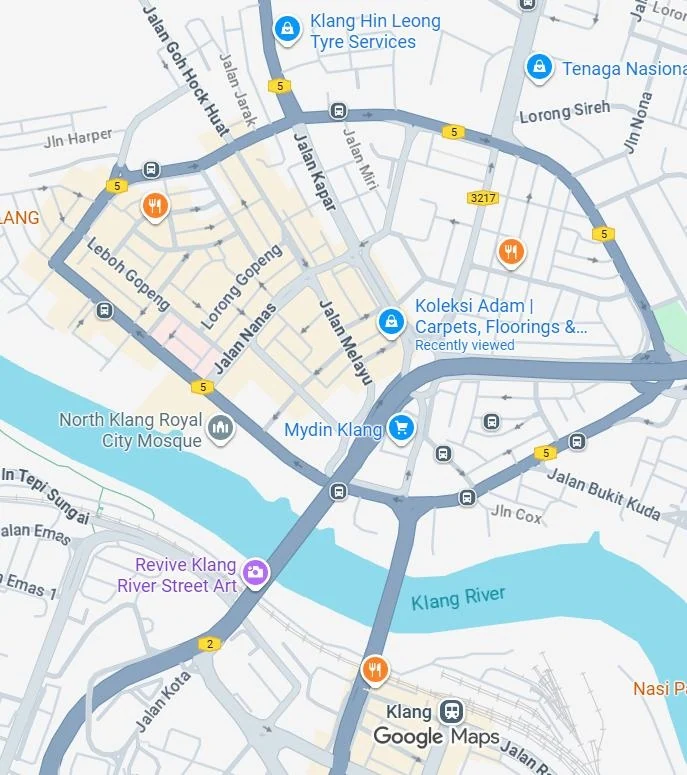 Klang Hin Leong
Tyre Services
Jalan Goh Hock Huat
Jalan Jarak
Tenaga Nasiona
5
Lorong Sireh
Jln Nona
Jln Harper
5
Jalan Kapar
Jalan Miri
5
3217
LANG
5
Leboh Gopeng
Lorong Gopeng
Jalan Nanas
Jalan Melayu
Koleksi Adam |
Carpets, Floorings &...
Recently viewed
5
North Klang Royal
City Mosque
Mydin Klang
5
Jalan Bukit Kuda
Jln Cox
ln Tepi Sungai
alan Emas
n Emas 1
Revive Klang
River Street Art
Klang River
2
Jalan Kota
Nasi Pa
Klang
Google Maps
Jalan Ra